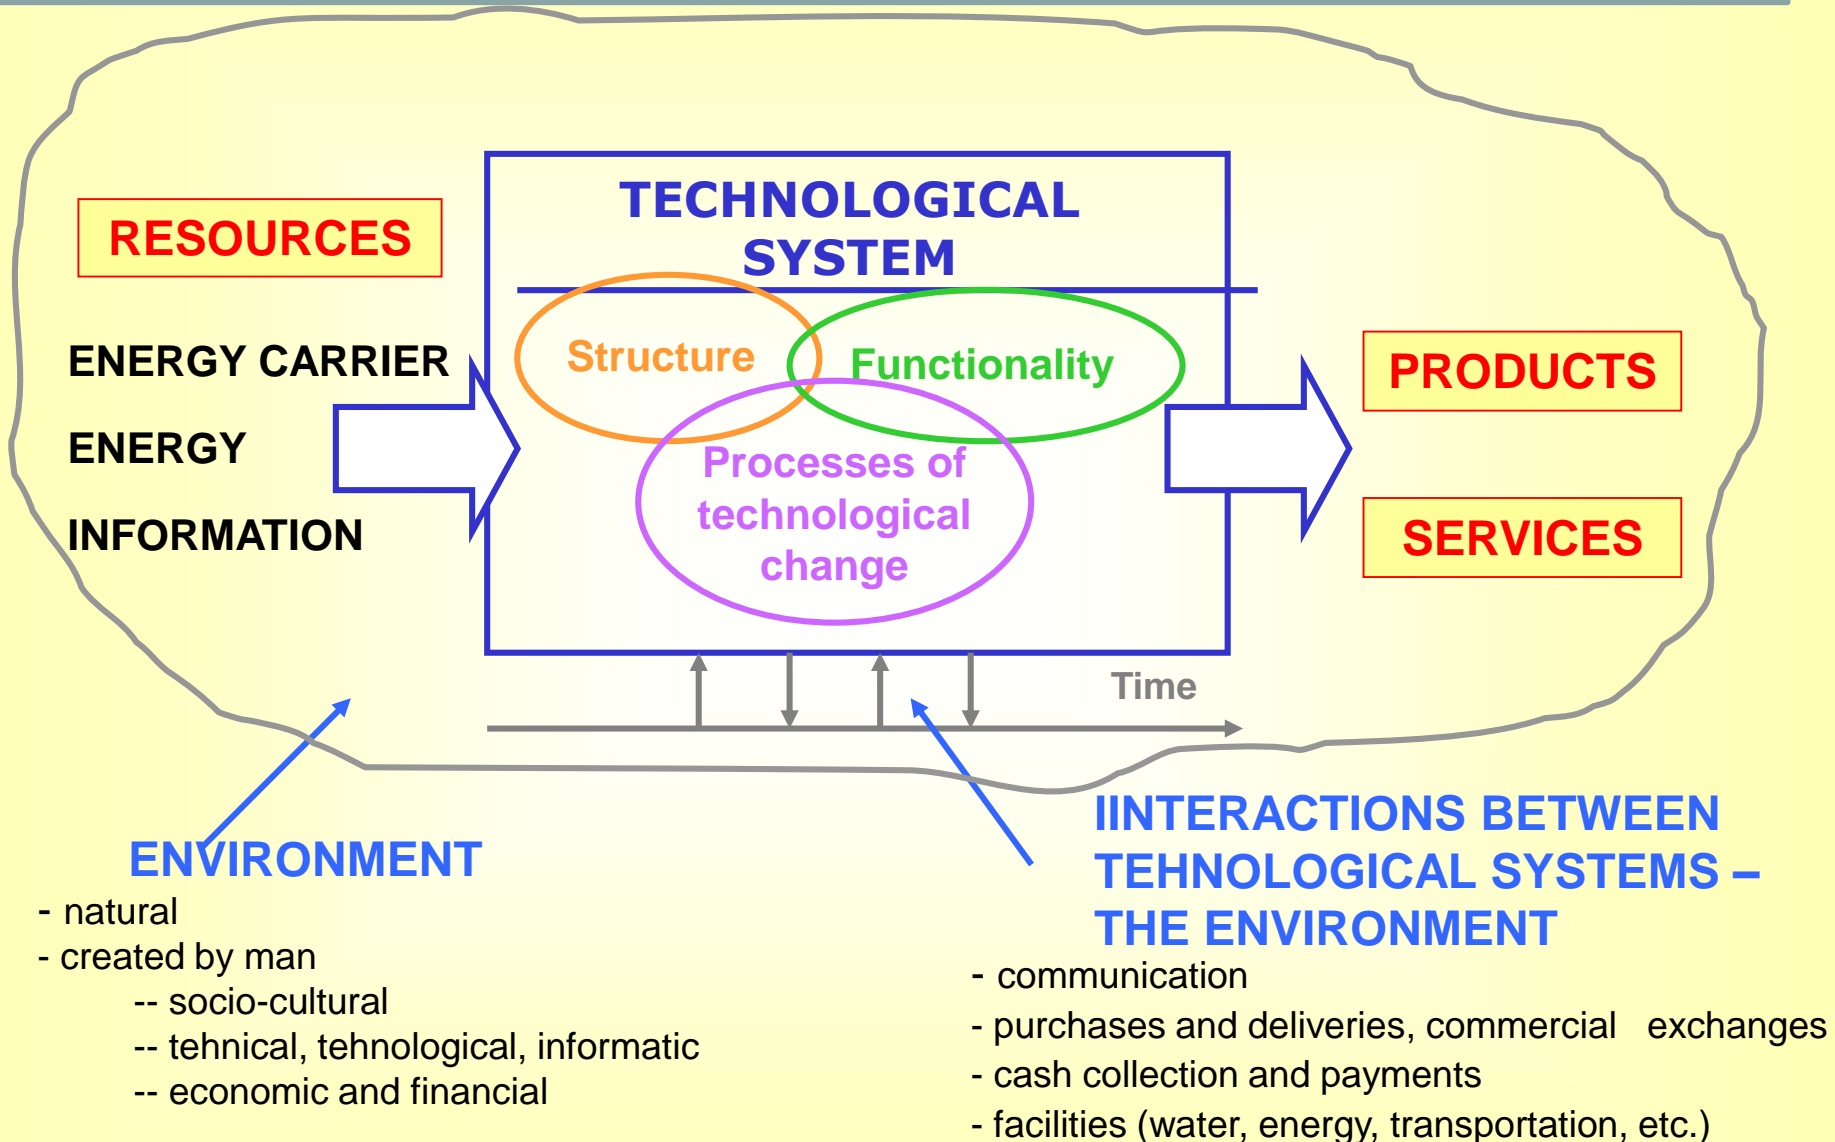 TECHNOLOGICAL
SYSTEM
RESOURCES
ENERGY CARRIER
ENERGY
INFORMATION
Structure
Functionality
Processes of
technological
change
PRODUCTS
SERVICES
Time
ENVIRONMENT
- natural
- created by man
-- socio-cultural
-- tehnical, tehnological, informatic
-- economic and financial
IINTERACTIONS BETWEEN
TEHNOLOGICAL SYSTEMS –
THE ENVIRONMENT
- communication
- purchases and deliveries, commercial exchanges
- cash collection and payments
- facilities (water, energy, transportation, etc.)